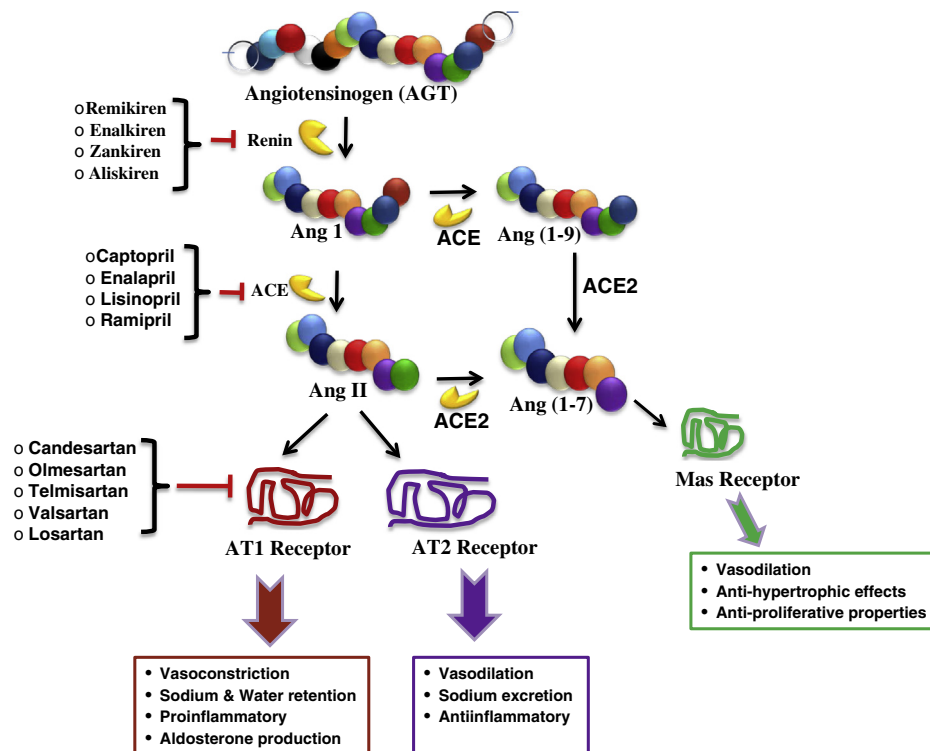 Angiotensinogen (AGT)
o Remikiren
o Enalkiren
o Zankiren
o Aliskiren
Renin
Ang 1
ACE
Ang (1-9)
o Captopril
o Enalapril
o Lisinopril
o Ramipril
ACE
ACE2
Ang II
ACE2
Ang (1-7)
o Candesartan
o Olmesartan
o Telmisartan
o Valsartan
o Losartan
AT1 Receptor
AT2 Receptor
Mas Receptor
• Vasodilation
• Anti-hypertrophic effects
• Anti-proliferative properties
• Vasoconstriction
• Sodium & Water retention
• Proinflammatory
• Aldosterone production
• Vasodilation
• Sodium excretion
• Antiinflammatory